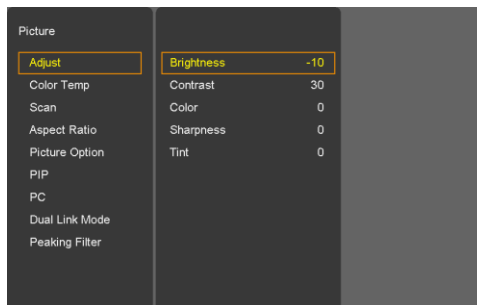 Picture
Adjust
Color Temp
Scan
Aspect Ratio
Picture Option
PIP
PC
Dual Link Mode
Peaking Filter
Brightness -10
Contrast 30
Color 0
Sharpness 0
Tint 0